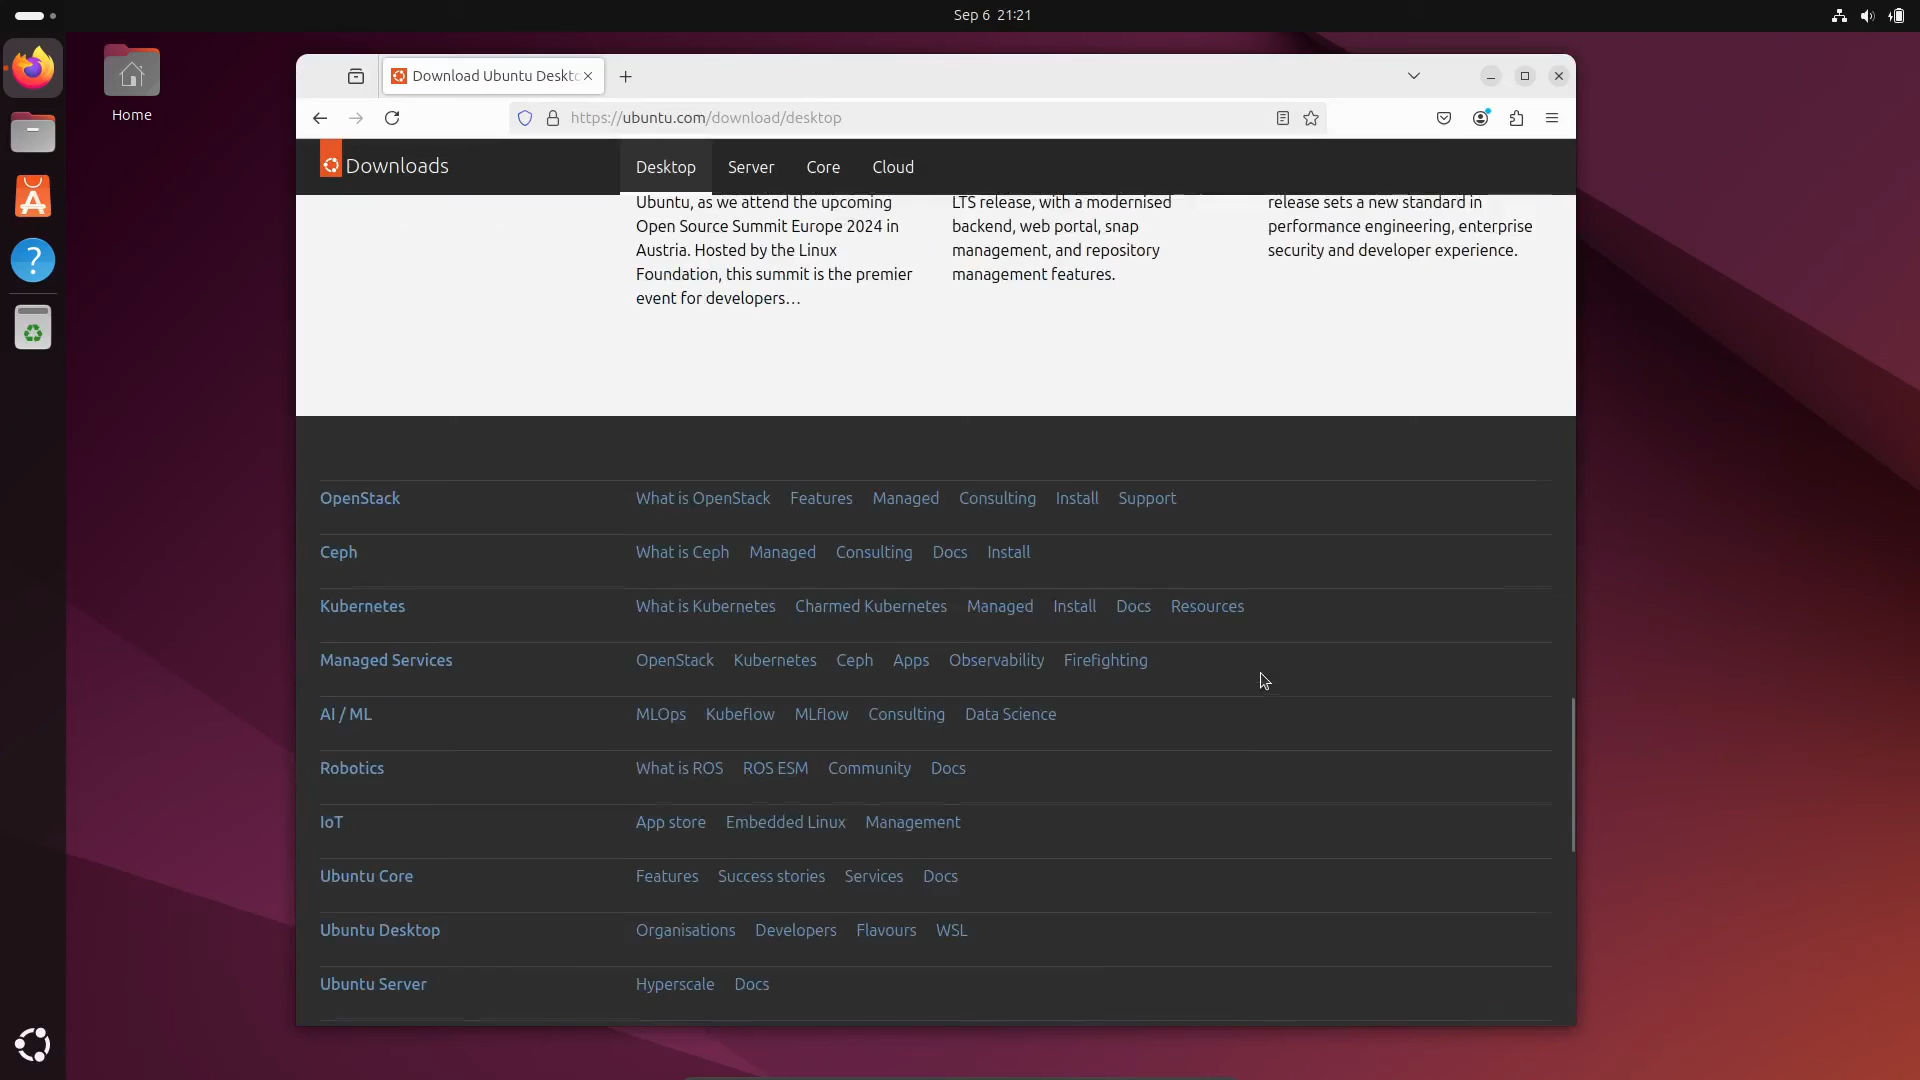 Sep 6 21:21
Home
Download Ubuntu Deskto
https://ubuntu.com/download/desktop
Downloads
Desktop
Server
Core
Cloud
Ubuntu, as we attend the upcoming
Open Source Summit Europe 2024 in
Austria. Hosted by the Linux
Foundation, this summit is the premier
event for developers…
LTS release, with a modernised
backend, web portal, snap
management, and repository
management features.
release sets a new standard in
performance engineering, enterprise
security and developer experience.
OpenStack What is OpenStack Features Managed Consulting Install Support
Ceph What is Ceph Managed Consulting Docs Install
Kubernetes What is Kubernetes Charmed Kubernetes Managed Install Docs Resources
Managed Services OpenStack Kubernetes Ceph Apps Observability Firefighting
AI / ML MLOps Kubeflow MLflow Consulting Data Science
Robotics What is ROS ROS ESM Community Docs
IoT App store Embedded Linux Management
Ubuntu Core Features Success stories Services Docs
Ubuntu Desktop Organisations Developers Flavours WSL
Ubuntu Server Hyperscale Docs